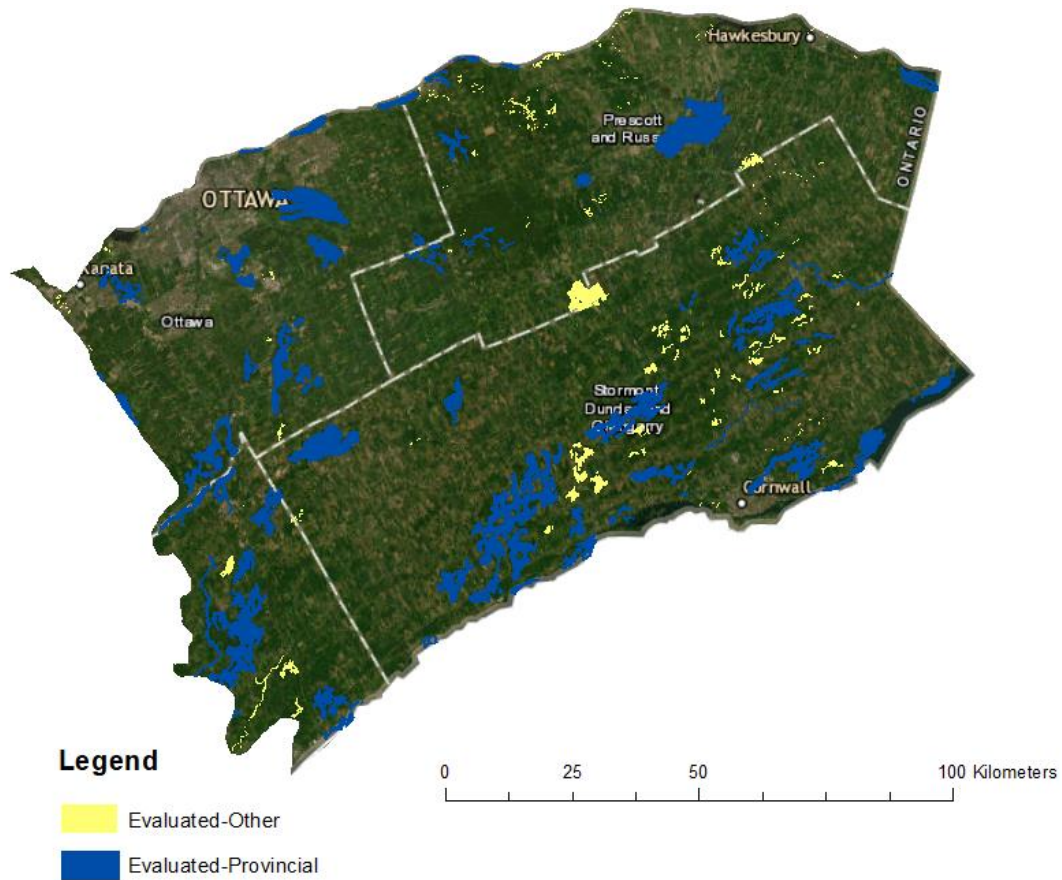 Hawkesbury
Prescott
and Russ
ONTARIO
OTTAWA
Kanata
Ottawa
Stormont
Dundas and
Glengarry
Cornwall
Legend
0 25 50 100 Kilometers
Evaluated-Other
Evaluated-Provincial